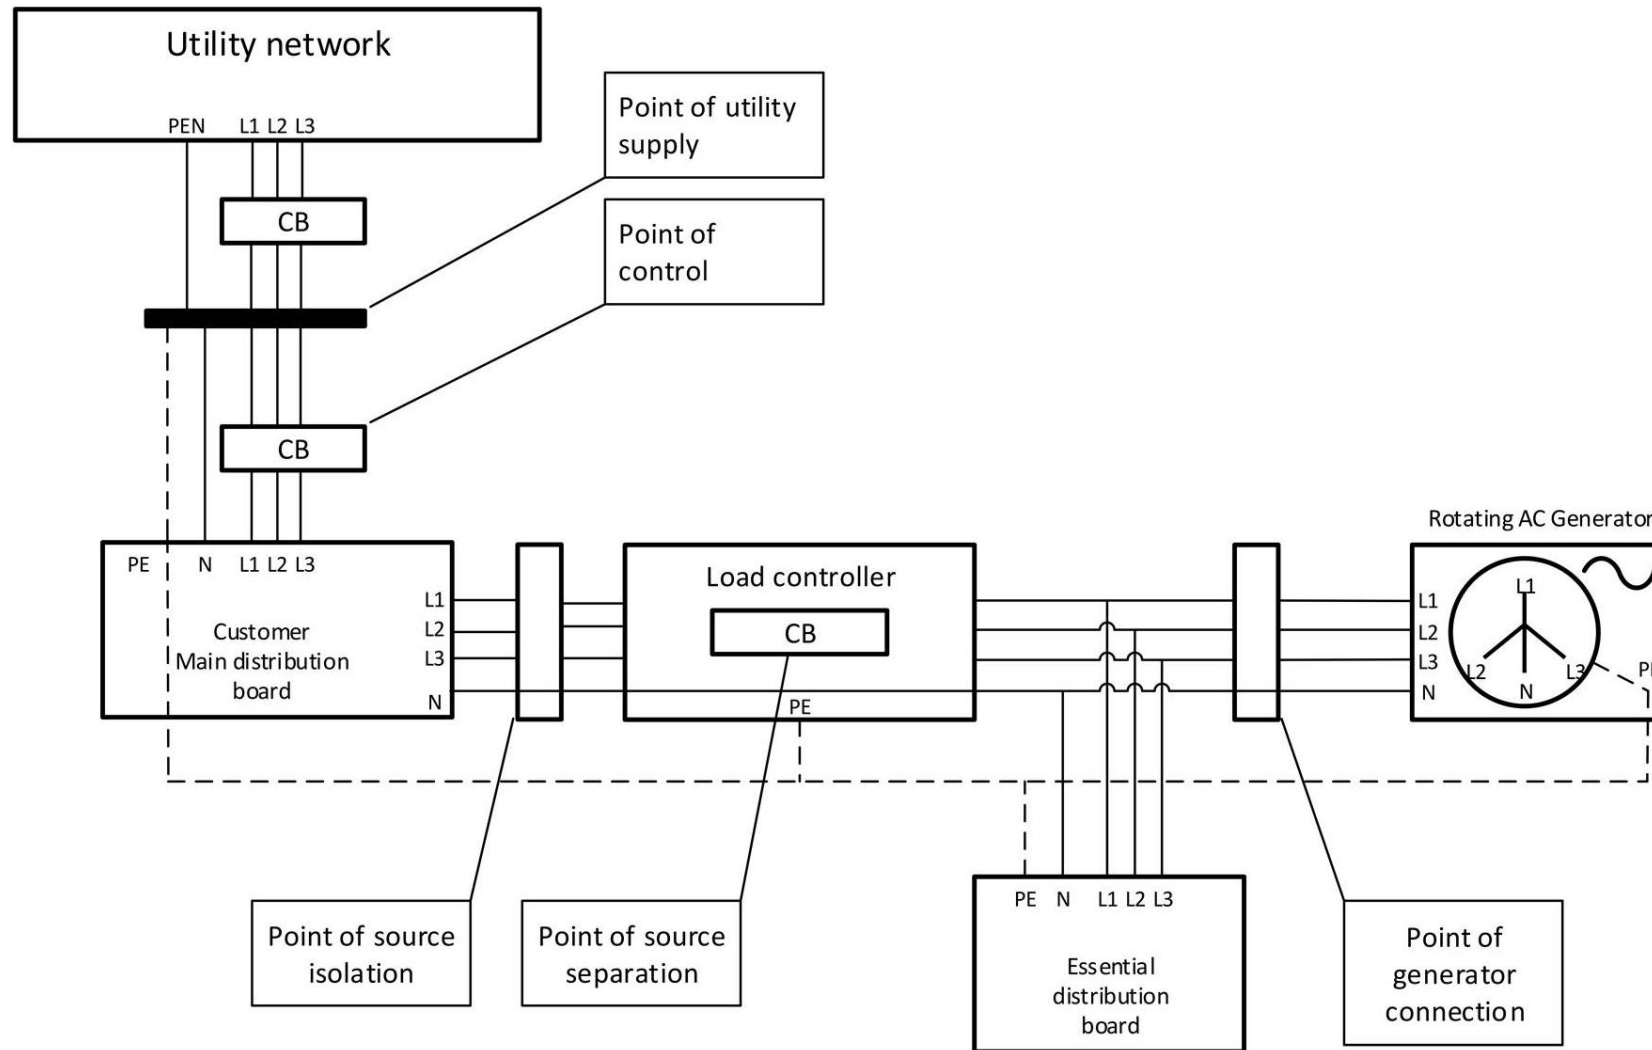 Utility network
PEN L1 L2 L3
Point of utility
supply
CB
Point of
control
CB
Rotating AC Generator
PE N L1 L2 L3
Customer
Main distribution
board
L1
L2
L3
N
Load controller
CB
PE
L1
L2
L3
N
L1
L2
L3
N
Point of source
isolation
Point of source
separation
PE N L1 L2 L3
Essential
distribution
board
Point of
generator
connection